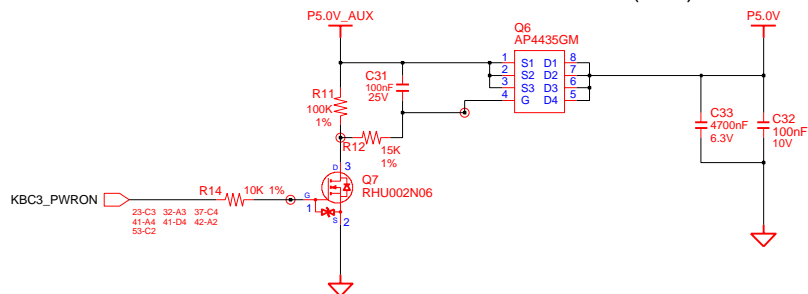 P5.0V_AUX
Q6
AP4435GM
P5.0V
1 S1 D1 8
2 S2 D2 7
3 S3 D3 6
4 G D4 5
C31
100nF
25V
R11
100K
1%
R12
15K
1%
C33
4700nF
6.3V
C32
100nF
10V
D 3
Q7
RHU002N06
G
1
S 2
KBC3_PWRON
R14 10K 1%
23-C3 32-A3 37-C4
41-A4 41-D4 42-A2
53-C2